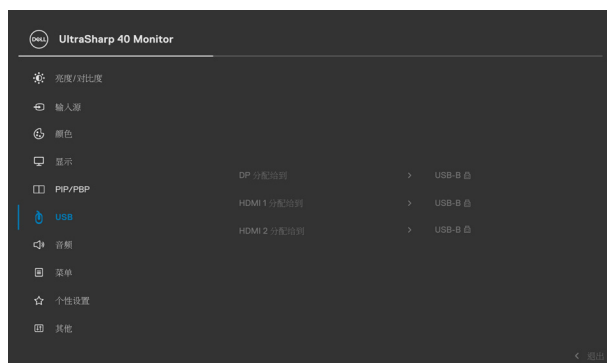 DELL UltraSharp 40 Monitor
亮度/对比度
输入源
颜色
显示
DP 分配给到 > USB-B
PIP/PBP
HDMI 1 分配给到 > USB-B
USB
HDMI 2 分配给到 > USB-B
音频
菜单
个性设置
其他
< 退出